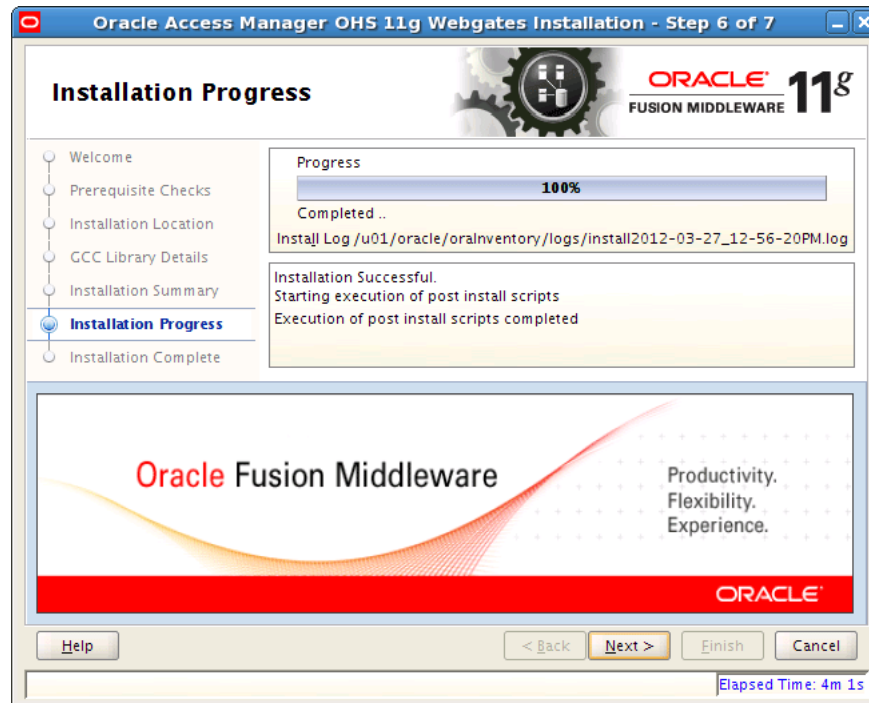 Oracle Access Manager OHS 11g Webgates Installation - Step 6 of 7
Installation Progress
ORACLE
FUSION MIDDLEWARE 11g
Welcome
Prerequisite Checks
Installation Location
GCC Library Details
Installation Summary
Installation Progress
Installation Complete
Progress
100%
Completed ..
Install Log /u01/oracle/oraInventory/logs/install2012-03-27_12-56-20PM.log
Installation Successful.
Starting execution of post install scripts
Execution of post install scripts completed
Oracle Fusion Middleware
Productivity.
Flexibility.
Experience.
ORACLE
Help
< Back
Next >
Finish
Cancel
Elapsed Time: 4m 1s